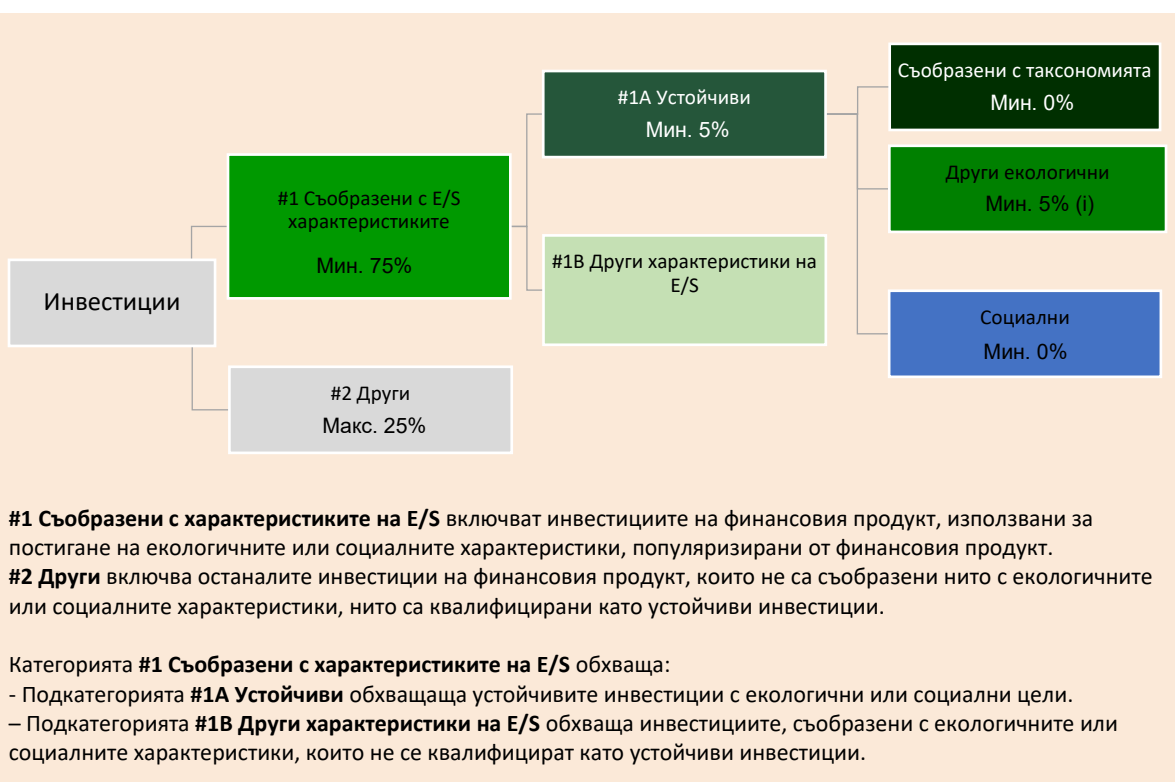 Инвестиции
#1 Съобразени с E/S
характеристиките
Мин. 75%
#2 Други
Макс. 25%
#1A Устойчиви
Мин. 5%
#1B Други характеристики на
E/S
Съобразени с таксономията
Мин. 0%
Други екологични
Мин. 5% (i)
Социални
Мин. 0%
#1 Съобразени с характеристиките на E/S включват инвестициите на финансовия продукт, използвани за
постигане на екологичните или социалните характеристики, популяризирани от финансовия продукт.
#2 Други включва останалите инвестиции на финансовия продукт, които не са съобразени нито с екологичните
или социалните характеристики, нито са квалифицирани като устойчиви инвестиции.
Категорията #1 Съобразени с характеристиките на E/S обхваща:
- Подкатегорията #1A Устойчиви обхващаща устойчивите инвестиции с екологични или социални цели.
– Подкатегорията #1B Други характеристики на E/S обхваща инвестициите, съобразени с екологичните или
социалните характеристики, които не се квалифицират като устойчиви инвестиции.